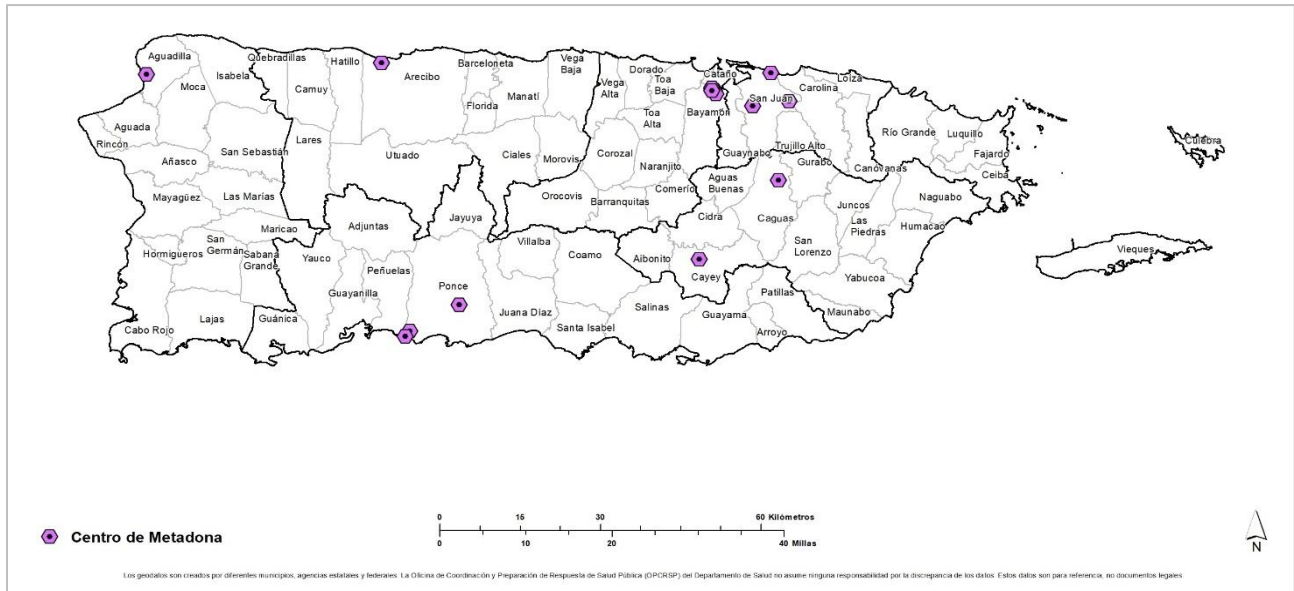 Aguadilla
Quebradillas
Hatillo
Isabela
Moca
Camuy
Arecibo
Barceloneta
Vega
Baja
Florida
Manatí
Vega
Alta
Dorado
Toa
Baja
Cataño
Toa
Alta
Bayamón
San Juan
Carolina
Loíza
Aguada
Rincón
Añasco
San Sebastián
Lares
Utuado
Ciales
Morovis
Corozal
Naranjito
Guaynabo
Trujillo Alto
Gurabo
Canóvanas
Río Grande
Luquillo
Fajardo
Ceiba
Culebra
Mayagüez
Las Marías
Maricao
Adjuntas
Jayuya
Orocovis
Barranquitas
Comerío
Aguas
Buenas
Cidra
Caguas
Juncos
Las
Piedras
Naguabo
Humacao
Vieques
Hormigueros
San
Germán
Sabana
Grande
Yauco
Peñuelas
Guayanilla
Ponce
Villalba
Coamo
Aibonito
Cayey
San
Lorenzo
Yabucoa
Cabo Rojo
Lajas
Guánica
Juana Díaz
Santa Isabel
Salinas
Guayama
Patillas
Arroyo
Maunabo
Centro de Metadona
0 15 30 60 Kilómetros
0 10 20 40 Millas
N
Los geodatos son creados por diferentes municipios, agencias estatales y federales. La Oficina de Coordinación y Preparación de Respuesta de Salud Pública (OPCRSP) del Departamento de Salud no asume ninguna responsabilidad por la discrepancia de los datos. Estos datos son para referencia, no documentos legales.